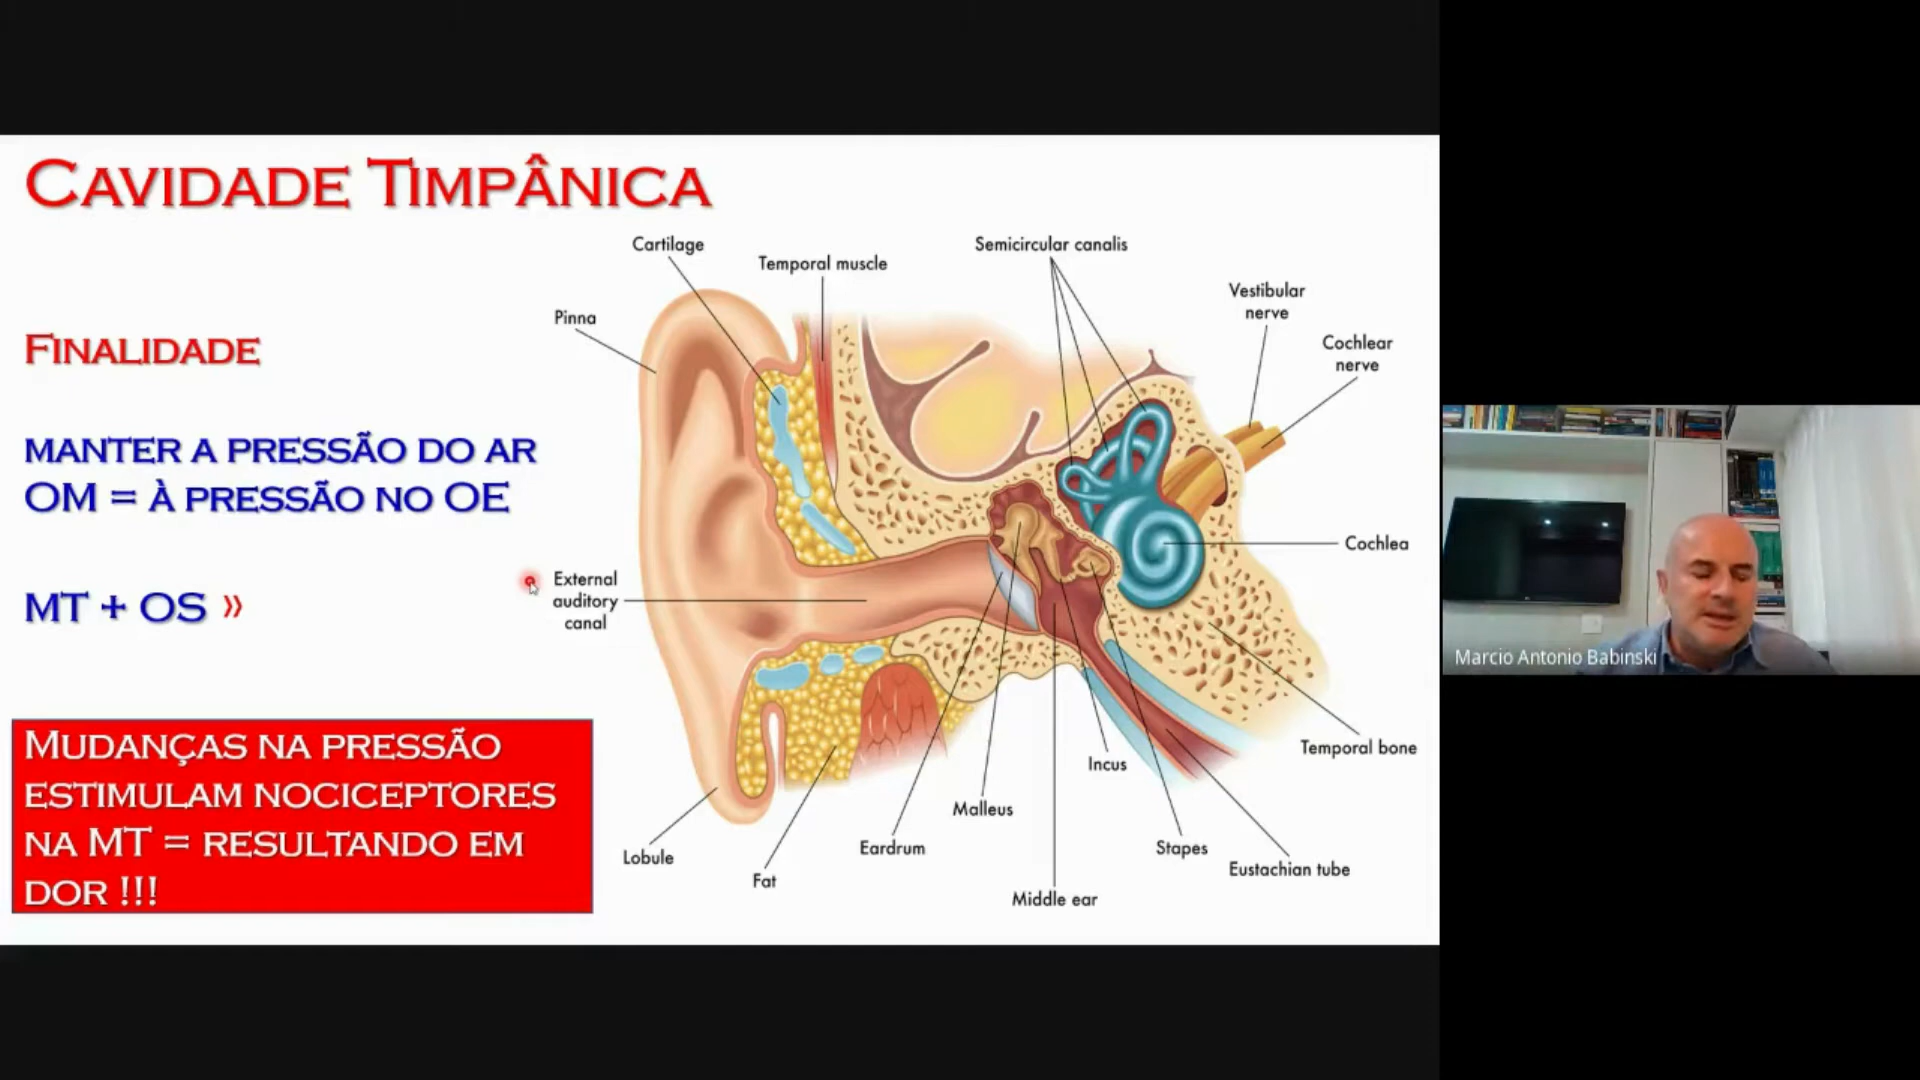 CAVIDADE TIMPÂNICA
FINALIDADE
MANTER A PRESSÃO DO AR
OM = À PRESSÃO NO OE
MT + OS »
MUDANÇAS NA PRESSÃO
ESTIMULAM NOCICEPTORES
NA MT = RESULTANDO EM
DOR !!!
Cartilage
Temporal muscle
Semicircular canalis
Pinna
Vestibular
nerve
Cochlear
nerve
Cochlea
External
auditory
canal
Temporal bone
Incus
Malleus
Eardrum
Stapes
Lobule
Eustachian tube
Fat
Middle ear
Marcio Antonio Babinski